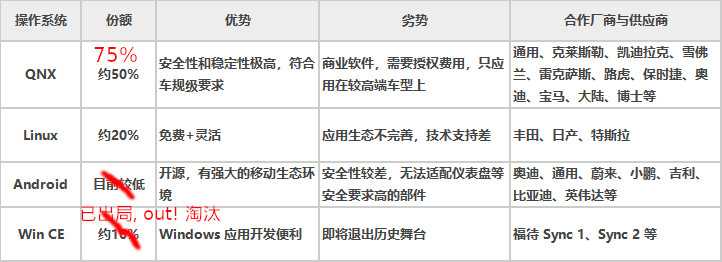 操作系统 份额 优势 劣势 合作厂商与供应商
75%
QNX 约50% 安全性和稳定性极高，符合车规级要求 商业软件，需要授权费用，只应用在较高端车型上 通用、克莱斯勒、凯迪拉克、雪佛兰、雷克萨斯、路虎、保时捷、奥迪、宝马、大陆、博士等
Linux 约20% 免费+灵活 应用生态不完善，技术支持差 丰田、日产、特斯拉
Android 目前较低 开源，有强大的移动生态环境 安全性较差，无法适配仪表盘等安全要求高的部件 奥迪、通用、蔚来、小鹏、吉利、比亚迪、英伟达等
已出局, out! 淘汰
Win CE 约10% Windows 应用开发便利 即将退出历史舞台 福待 Sync 1、Sync 2 等